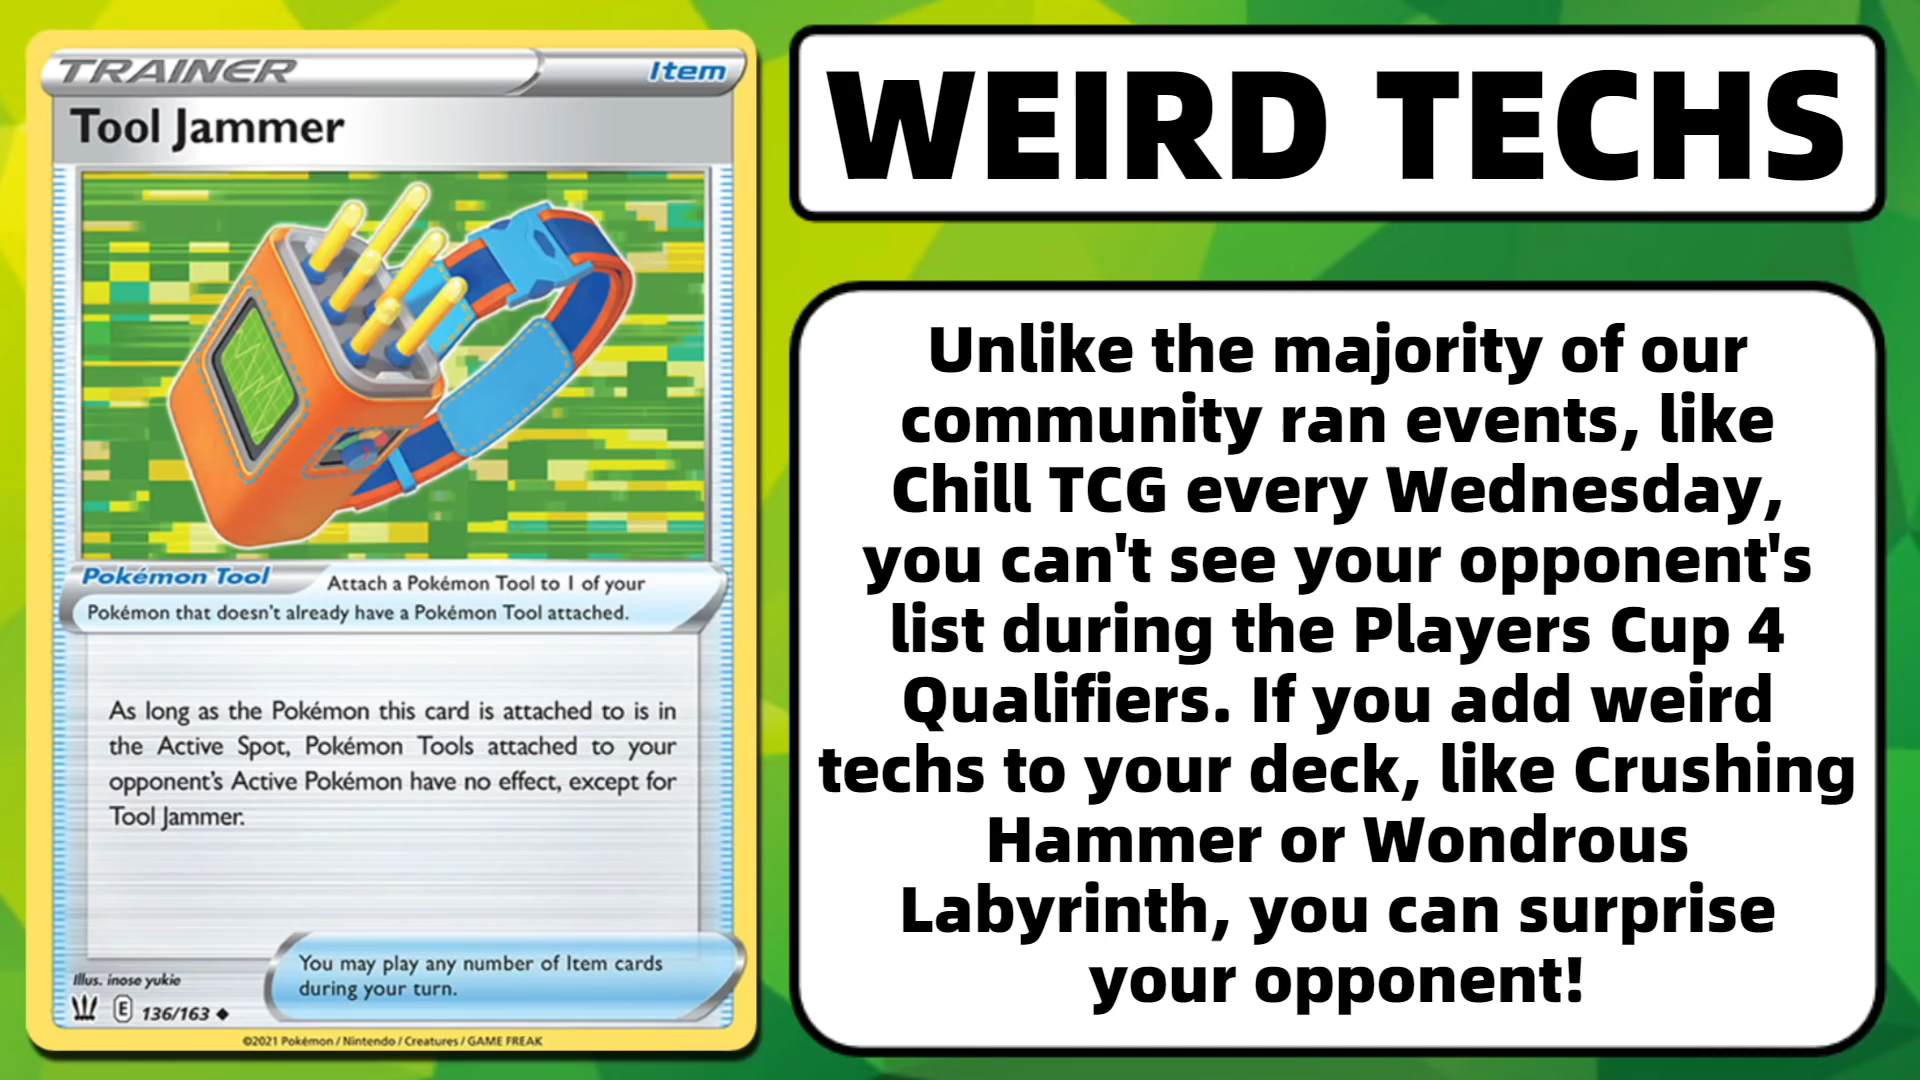 TRAINER
Item
Tool Jammer
Pokémon Tool
Attach a Pokémon Tool to 1 of your
Pokémon that doesn't already have a Pokémon Tool attached.
As long as the Pokémon this card is attached to is in
the Active Spot, Pokémon Tools attached to your
opponent's Active Pokémon have no effect, except for
Tool Jammer.
You may play any number of Item cards
during your turn.
Illus. inose yukie
E 136/163
©2021 Pokémon / Nintendo / Creatures / GAME FREAK
WEIRD TECHS
Unlike the majority of our
community ran events, like
Chill TCG every Wednesday,
you can't see your opponent's
list during the Players Cup 4
Qualifiers. If you add weird
techs to your deck, like Crushing
Hammer or Wondrous
Labyrinth, you can surprise
your opponent!